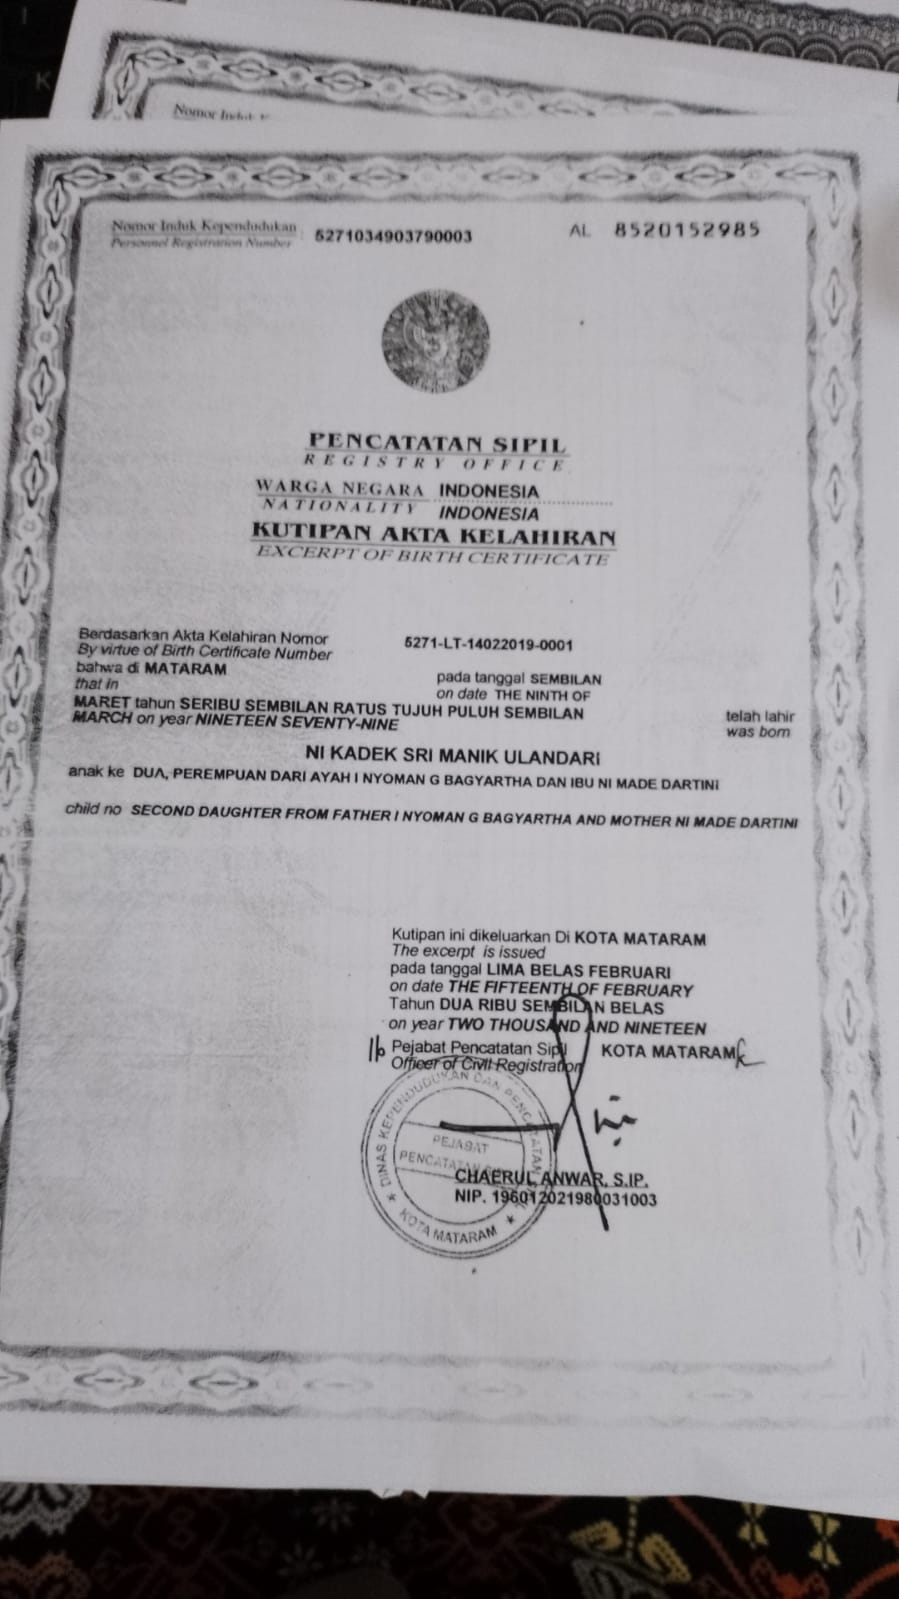 Nomor Induk
Nomor Induk Kependudukan 5271034903790003 AL 8520152985
Personnel Registration Number
PENCATATAN SIPIL
REGISTRY OFFICE
WARGA NEGARA INDONESIA
NATIONALITY INDONESIA
KUTIPAN AKTA KELAHIRAN
EXCERPT OF BIRTH CERTIFICATE
Berdasarkan Akta Kelahiran Nomor 5271-LT-14022019-0001
By virtue of Birth Certificate Number
bahwa di MATARAM pada tanggal SEMBILAN
that in on date THE NINTH OF
MARET tahun SERIBU SEMBILAN RATUS TUJUH PULUH SEMBILAN telah lahir
MARCH on year NINETEEN SEVENTY-NINE was born
NI KADEK SRI MANIK ULANDARI
anak ke DUA, PEREMPUAN DARI AYAH I NYOMAN G BAGYARTHA DAN IBU NI MADE DARTINI
child no SECOND DAUGHTER FROM FATHER I NYOMAN G BAGYARTHA AND MOTHER NI MADE DARTINI
Kutipan ini dikeluarkan Di KOTA MATARAM
The excerpt is issued
pada tanggal LIMA BELAS FEBRUARI
on date THE FIFTEENTH OF FEBRUARY
Tahun DUA RIBU SEMBILAN BELAS
on year TWO THOUSAND AND NINETEEN
Pejabat Pencatatan Sipil KOTA MATARAM
Officer of Civil Registration
DINAS KEPENDUDUKAN DAN PENCATATAN
PEJABAT
PENCATATAN
KOTA MATARAM
CHAERUL ANWAR, S.IP.
NIP. 196012021980031003